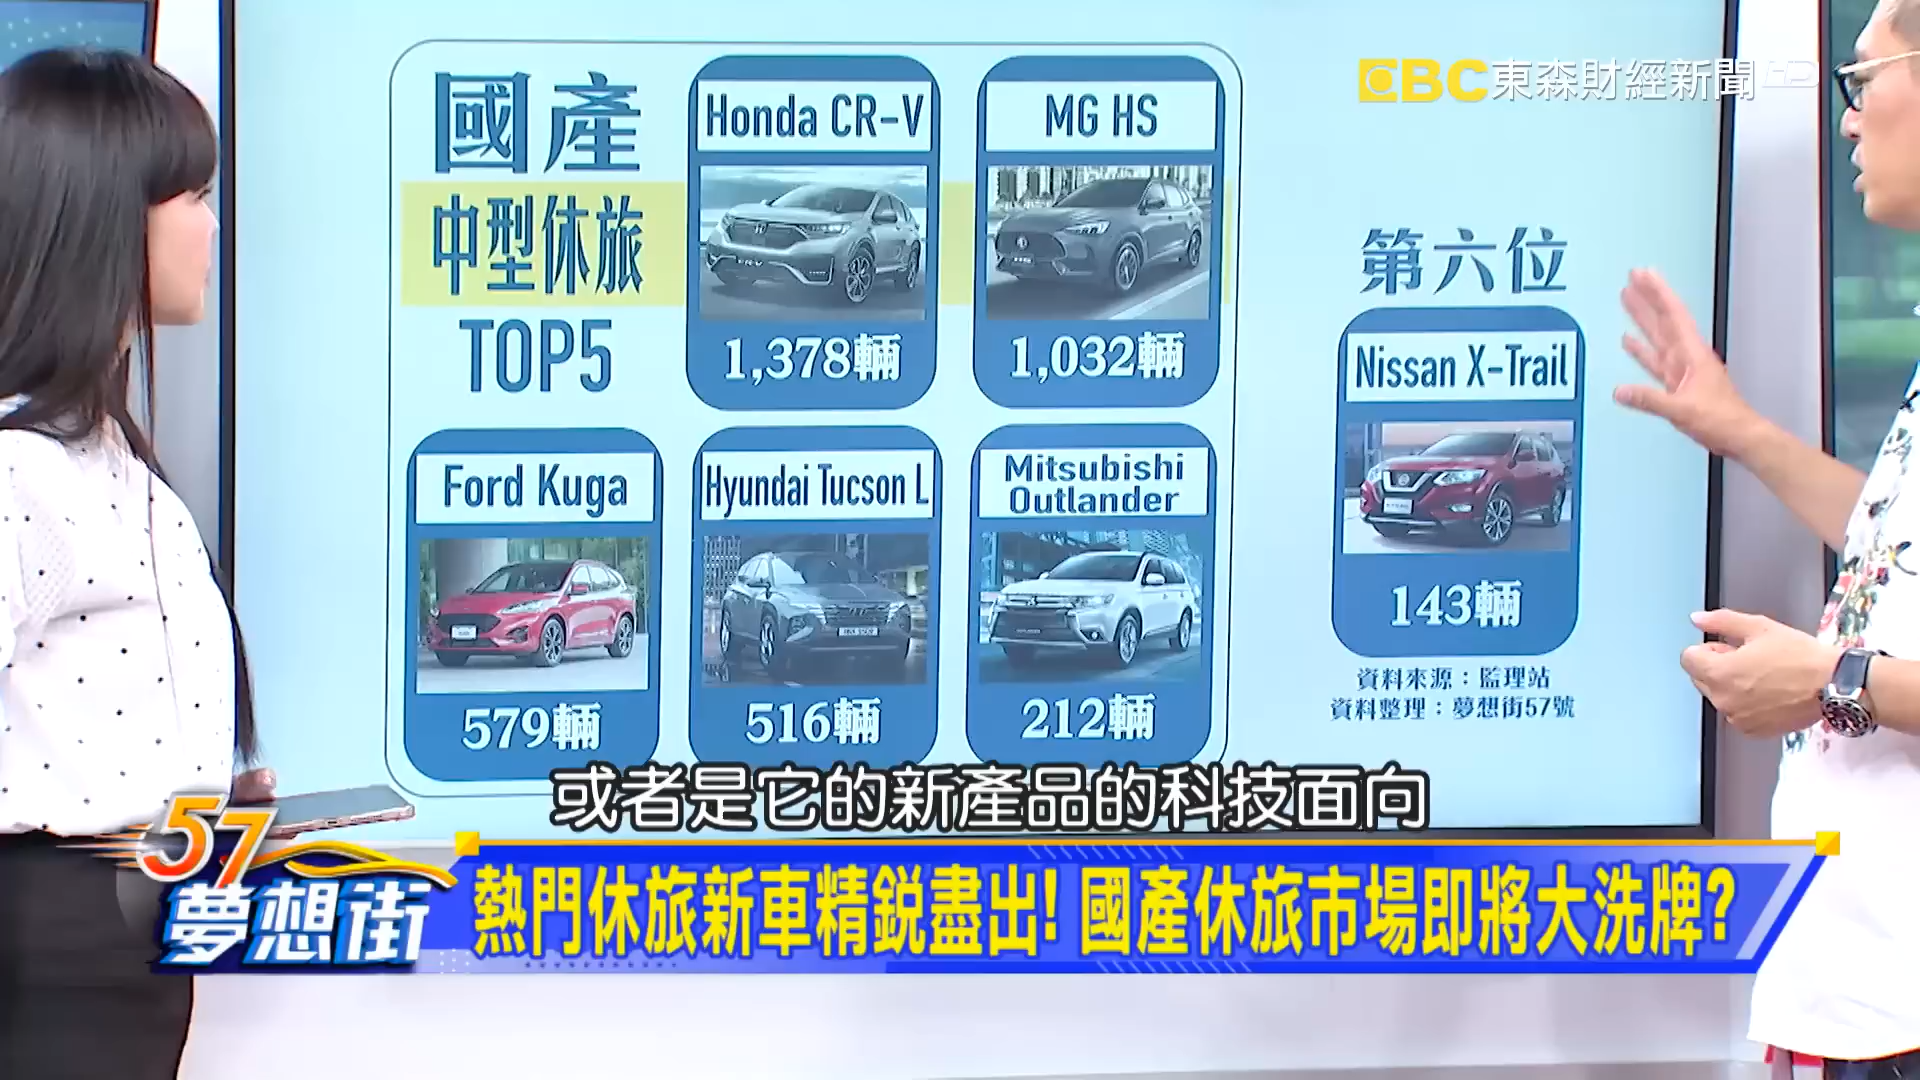 EBC東森財經新聞HD
國產
中型休旅
TOP5
Honda CR-V
1,378輛
MG HS
1,032輛
Ford Kuga
579輛
Hyundai Tucson L
516輛
Mitsubishi
Outlander
212輛
第六位
Nissan X-Trail
143輛
資料來源：監理站
資料整理：夢想街57號
或者是它的新產品的科技面向
57
夢想街
熱門休旅新車精銳盡出! 國產休旅市場即將大洗牌?